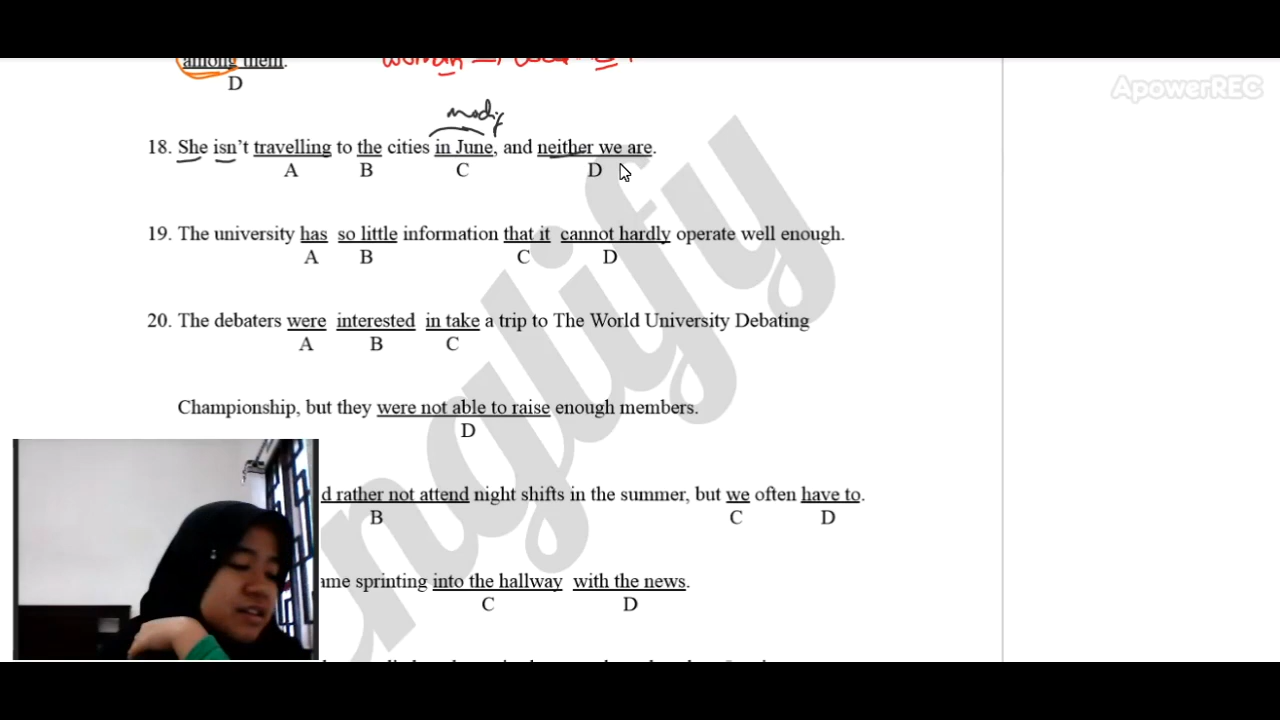 among them.
D
ApowerREC
modif
18. She isn't travelling to the cities in June, and neither we are.
A B C D
19. The university has so little information that it cannot hardly operate well enough.
A B C D
20. The debaters were interested in take a trip to The World University Debating
A B C
Championship, but they were not able to raise enough members.
D
d rather not attend night shifts in the summer, but we often have to.
B C D
ame sprinting into the hallway with the news.
C D
nglify